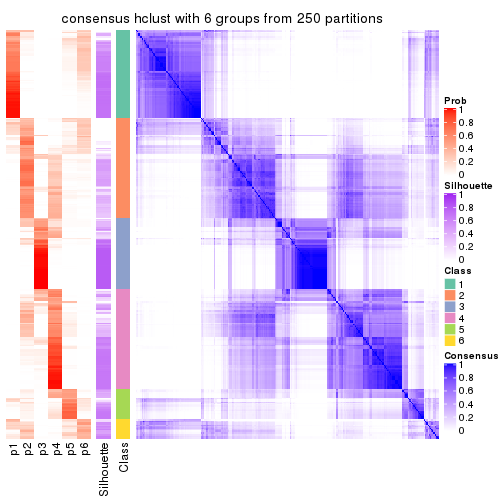 consensus hclust with 6 groups from 250 partitions
Prob
1
0.8
0.6
0.4
0.2
0
Silhouette
1
0.8
0.6
0.4
0.2
0
Class
1
2
3
4
5
6
Consensus
1
0.8
0.6
0.4
0.2
0
p1
p2
p3
p4
p5
p6
Silhouette
Class